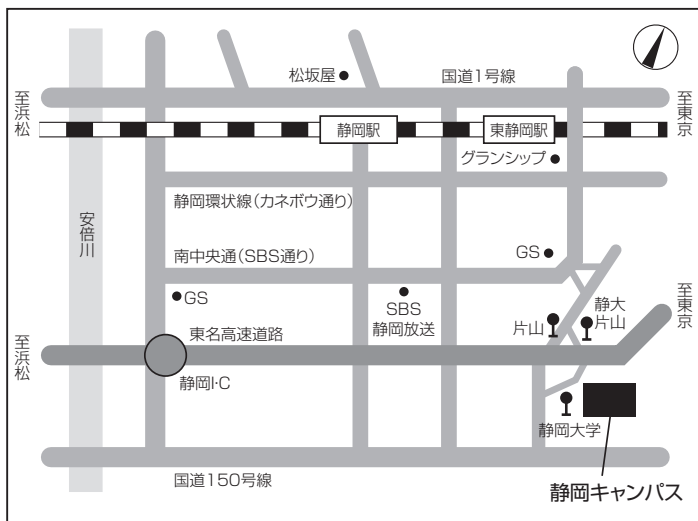 松坂屋
国道1号線
至浜松
至東京
静岡駅
東静岡駅
グランシップ
静岡環状線(カネボウ通り)
安倍川
南中央通(SBS通り)
GS
GS
SBS
静岡放送
静大
片山
片山
至東京
東名高速道路
至浜松
静岡I・C
静岡大学
国道150号線
静岡キャンパス